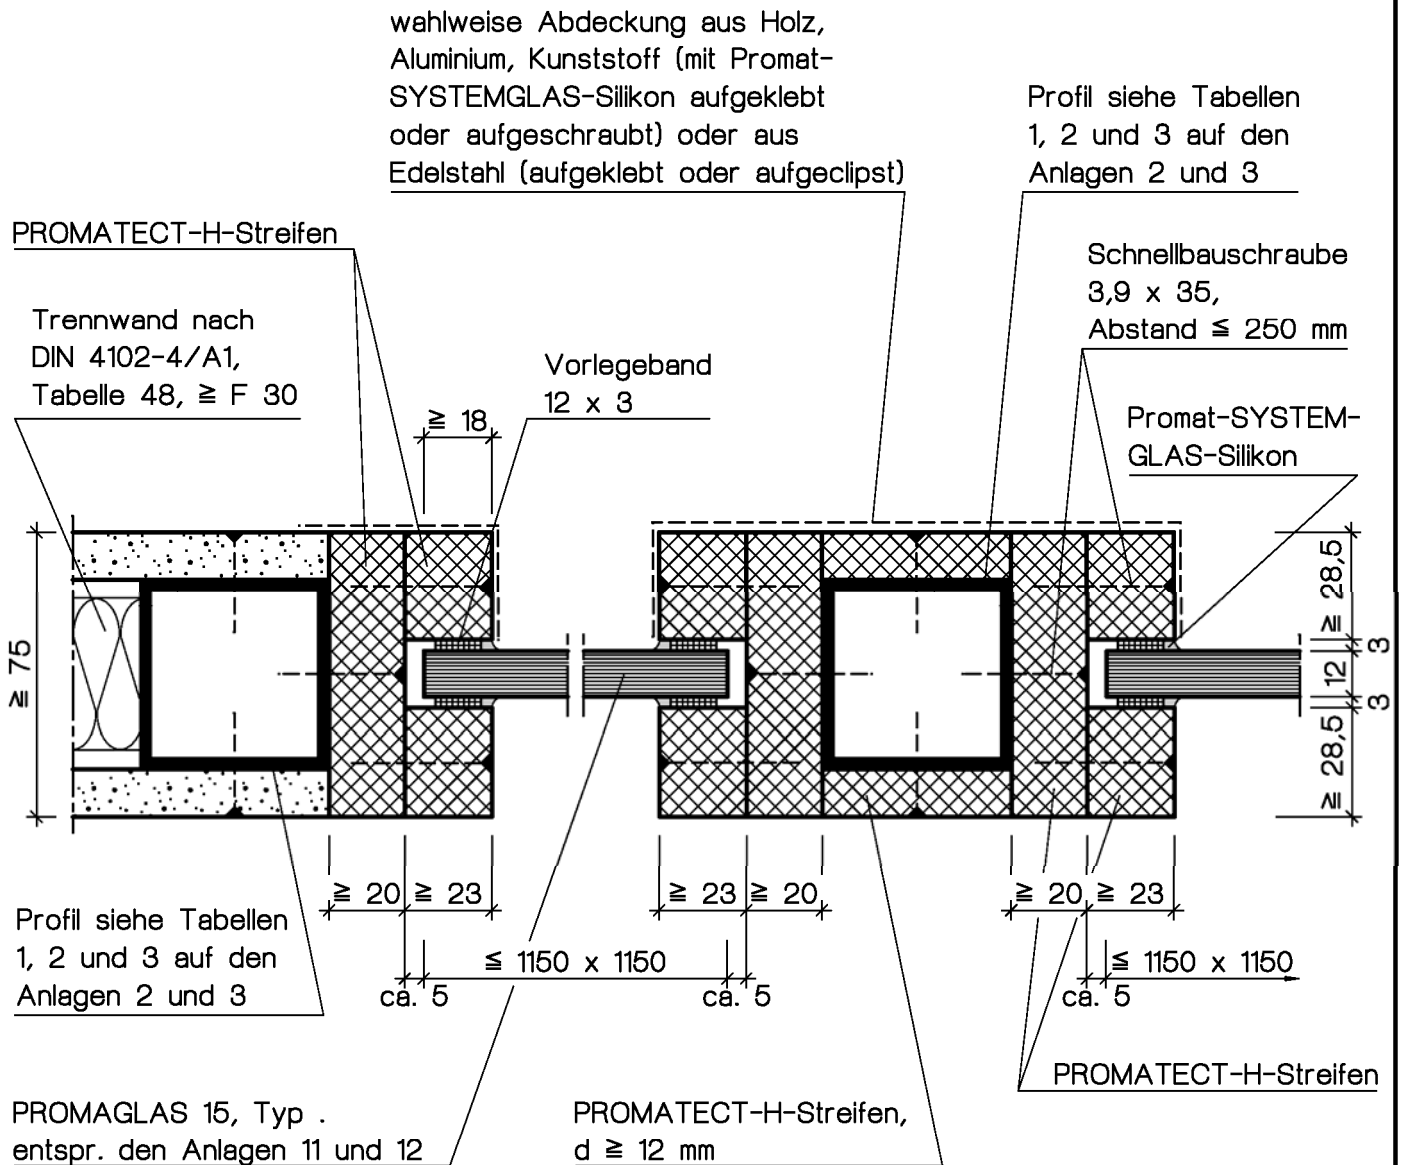 wahlweise Abdeckung aus Holz,
Aluminium, Kunststoff (mit Promat-
SYSTEMGLAS-Silikon aufgeklebt
oder aufgeschraubt) oder aus
Edelstahl (aufgeklebt oder aufgeclipst)
Profil siehe Tabellen
1, 2 und 3 auf den
Anlagen 2 und 3
PROMATECT-H-Streifen
Schnellbauschraube
3,9 x 35,
Abstand ≦ 250 mm
Trennwand nach
DIN 4102-4/A1,
Tabelle 48, ≧ F 30
Vorlegeband
12 x 3
≧ 18
Promat-SYSTEM-
GLAS-Silikon
≧ 75
≧ 28,5
3
12
3
≧ 28,5
≧ 20
≧ 23
≧ 23
≧ 20
≧ 20
≧ 23
Profil siehe Tabellen
1, 2 und 3 auf den
Anlagen 2 und 3
≦ 1150 x 1150
≦ 1150 x 1150
ca. 5
ca. 5
ca. 5
PROMATECT-H-Streifen
PROMAGLAS 15, Typ .
entspr. den Anlagen 11 und 12
PROMATECT-H-Streifen,
d ≧ 12 mm